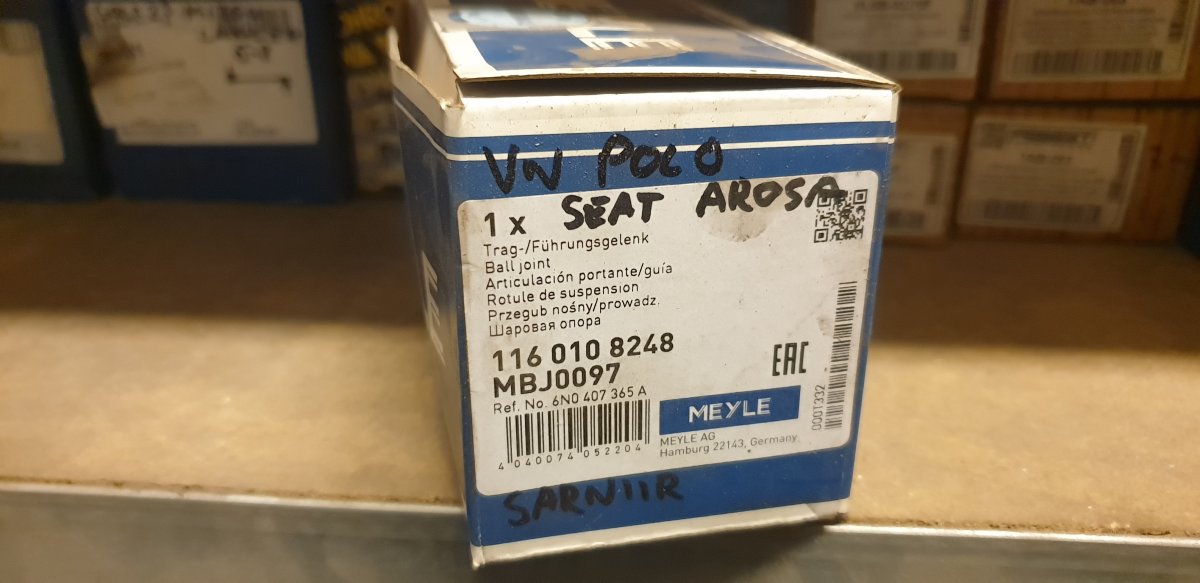 VW POLO
SEAT AROSA
1 x
Trag-/Führungsgelenk
Ball joint
Articulación portante/guía
Rotule de suspension
Przegub nośny/prowadz.
Шаровая опора
116 010 8248
MBJ0097
Ref. No. 6N0 407 365 A
EAC
MEYLE
MEYLE AG
Hamburg 22143, Germany
4 040074 052204
000T332
SARNIIR